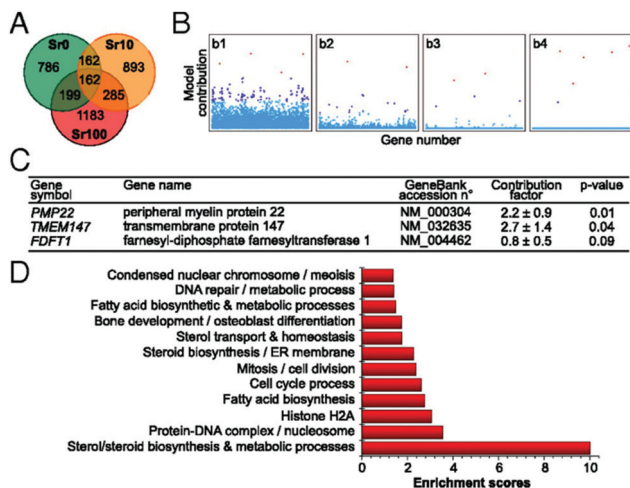 A
Sr0 Sr10
786 162 893
162
199 285
1183
Sr100
B
b1 b2 b3 b4
Model contribution
Gene number
C
Gene symbol Gene name GeneBank accession n° Contribution factor p-value
PMP22 peripheral myelin protein 22 NM_000304 2.2 ± 0.9 0.01
TMEM147 transmembrane protein 147 NM_032635 2.7 ± 1.4 0.04
FDFT1 farnesyl-diphosphate farnesyltransferase 1 NM_004462 0.8 ± 0.5 0.09
D
Condensed nuclear chromosome / meoisis
DNA repair / metabolic process
Fatty acid biosynthetic & metabolic processes
Bone development / osteoblast differentiation
Sterol transport & homeostasis
Steroid biosynthesis / ER membrane
Mitosis / cell division
Cell cycle process
Fatty acid biosynthesis
Histone H2A
Protein-DNA complex / nucleosome
Sterol/steroid biosynthesis & metabolic processes
0 2 4 6 8 10
Enrichment scores